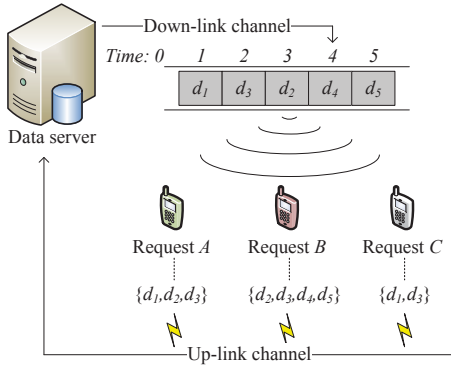 Down-link channel
Time: 0 1 2 3 4 5
d1 d3 d2 d4 d5
Data server
Request A Request B Request C
{d1,d2,d3} {d2,d3,d4,d5} {d1,d3}
Up-link channel